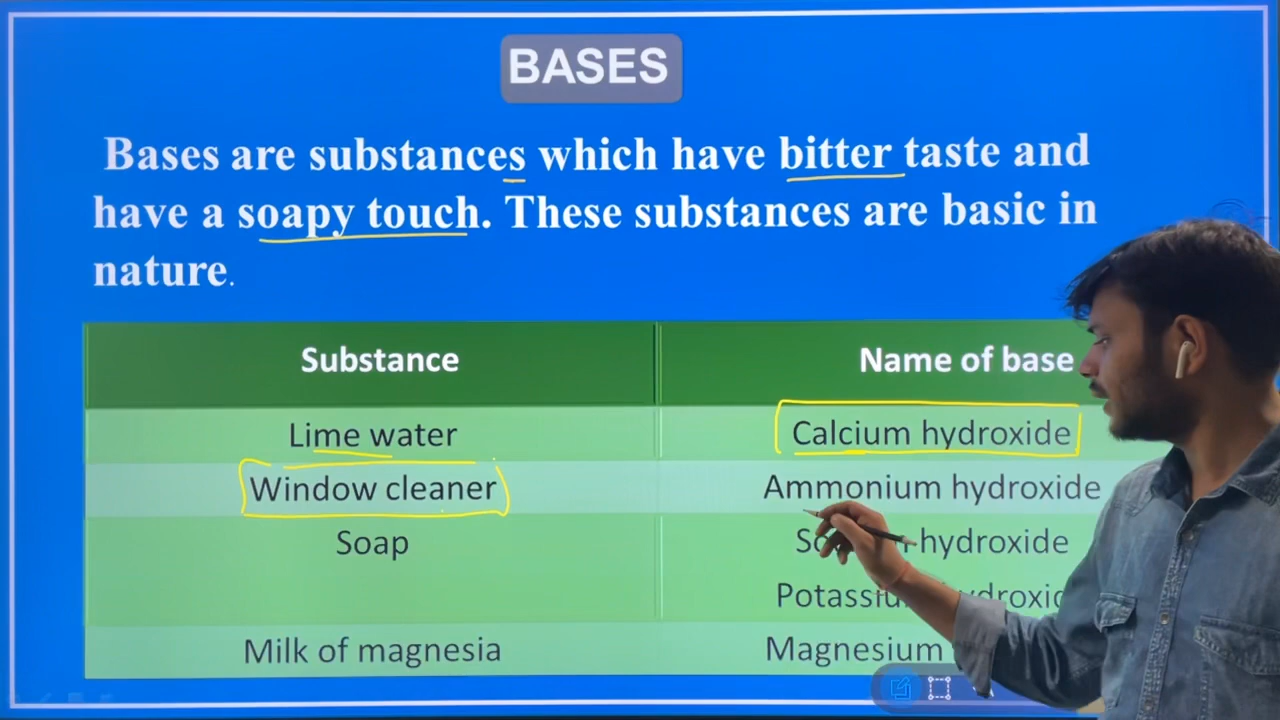 BASES
Bases are substances which have bitter taste and
have a soapy touch. These substances are basic in
nature.
Substance Name of base
Lime water Calcium hydroxide
Window cleaner Ammonium hydroxide
Soap hydroxide
Milk of magnesia Magnesium